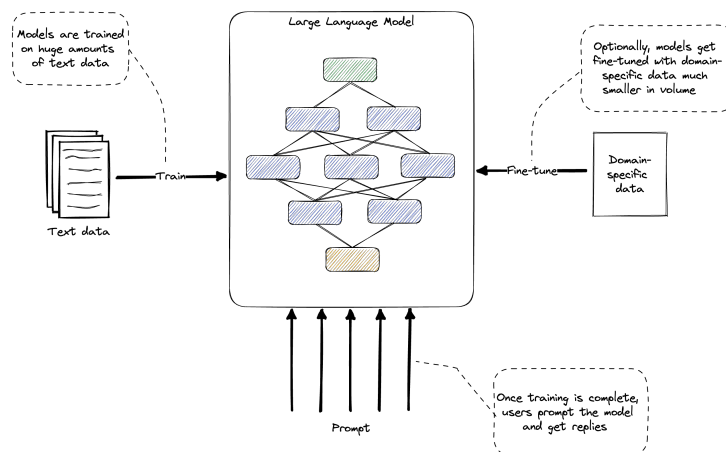 Large Language Model
Models are trained
on huge amounts
of text data
Optionally, models get
fine-tuned with domain-
specific data much
smaller in volume
Train
Fine-tune
Domain-
specific
data
Text data
Once training is complete,
users prompt the model
and get replies
Prompt